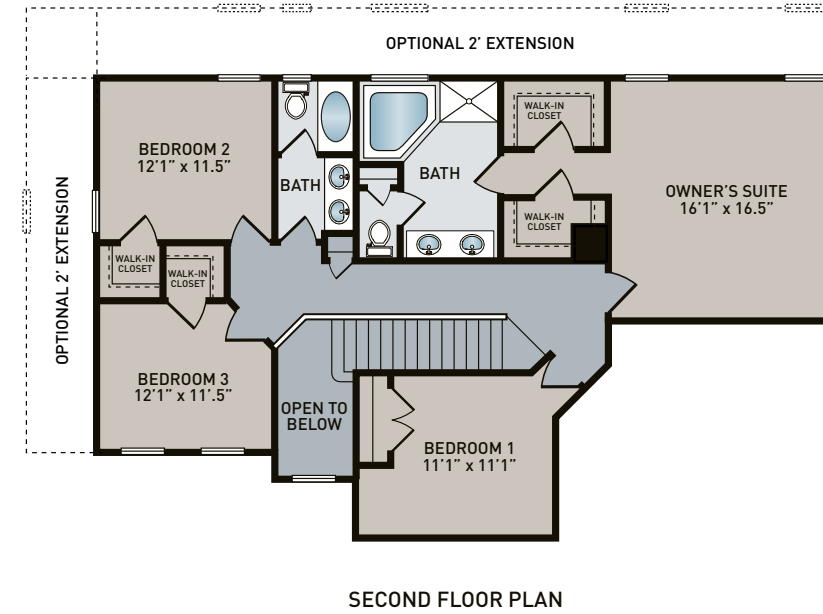 OPTIONAL 2’ EXTENSION
OPTIONAL 2’ EXTENSION
BEDROOM 2
12’1” x 11.5”
BATH
BATH
WALK-IN
CLOSET
WALK-IN
CLOSET
OWNER’S SUITE
16’1” x 16.5”
WALK-IN
CLOSET
WALK-IN
CLOSET
BEDROOM 3
12’1” x 11’.5”
OPEN TO
BELOW
BEDROOM 1
11’1” x 11’1”
SECOND FLOOR PLAN